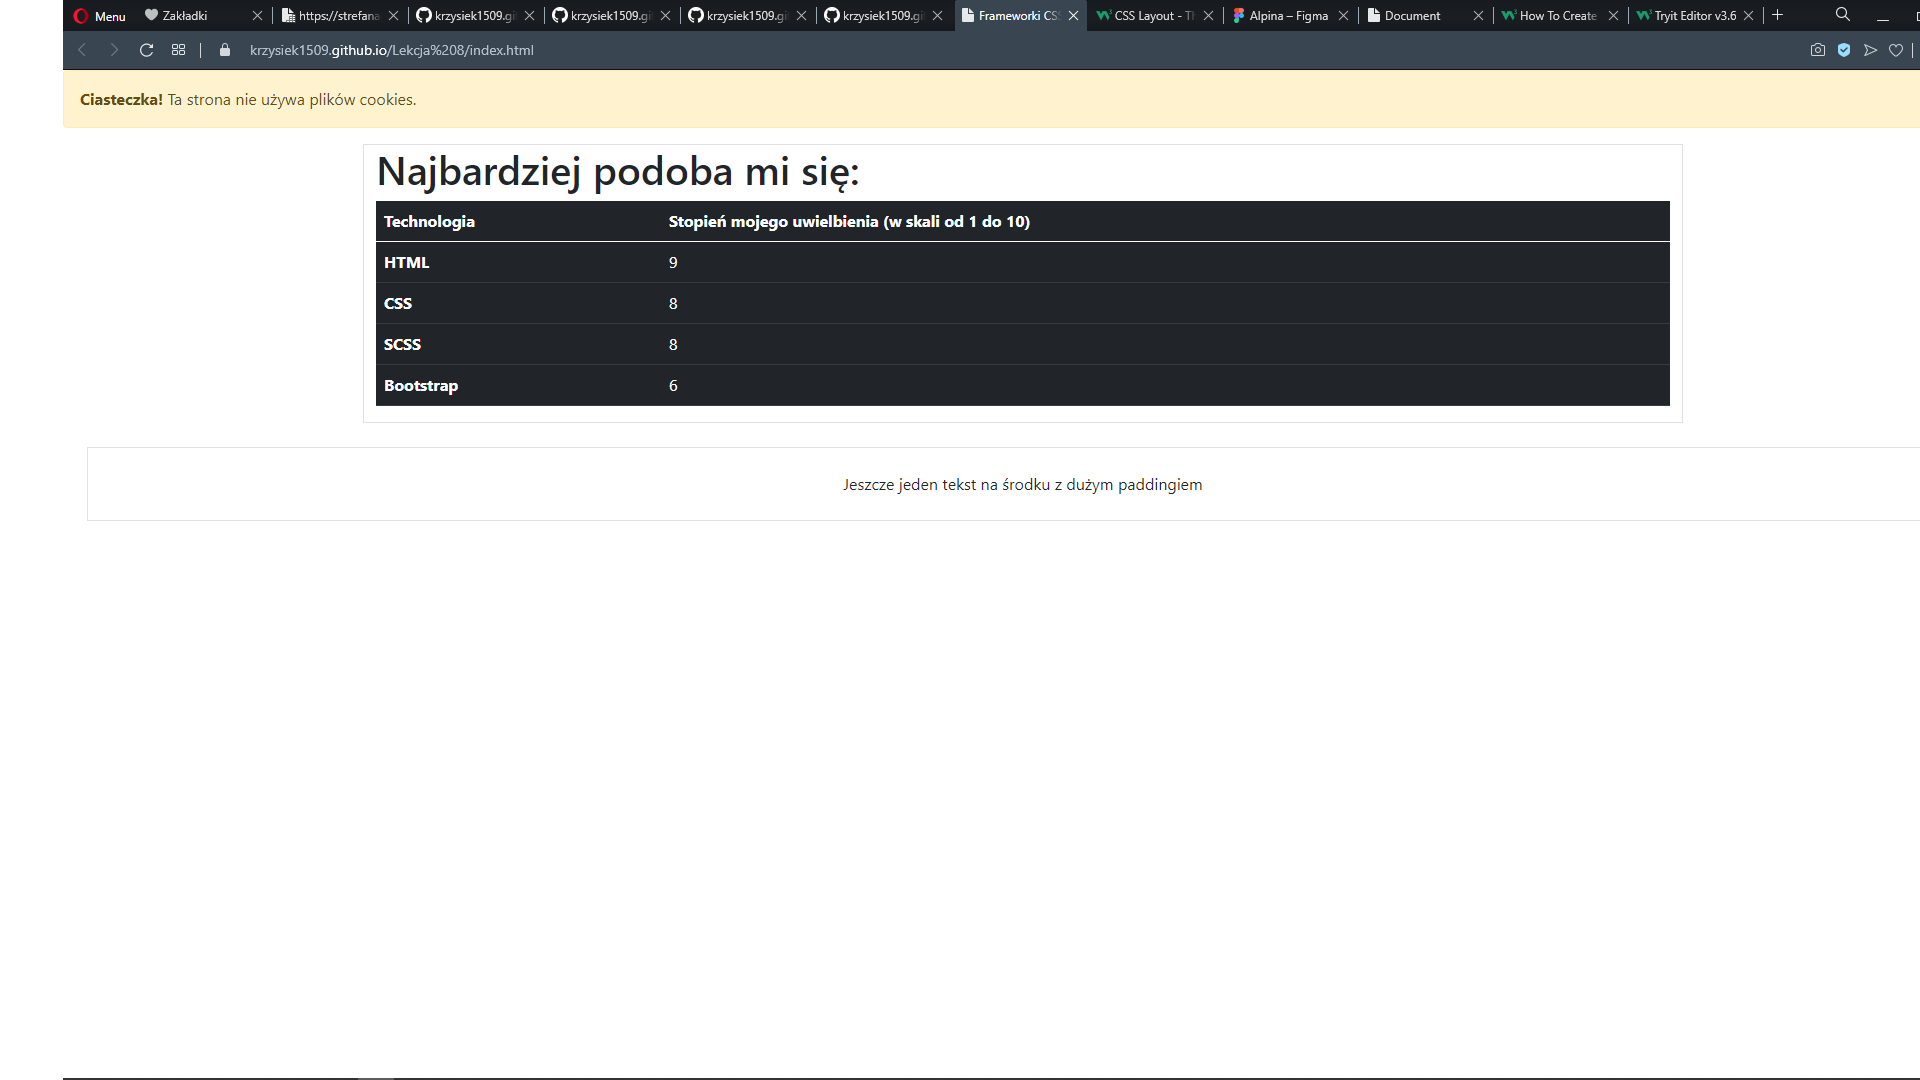 Menu Zakładki https://strefana krzysiek1509.gi krzysiek1509.gi krzysiek1509.gi krzysiek1509.gi Frameworki CSS CSS Layout - Th Alpina – Figma Document How To Create Tryit Editor v3.6
krzysiek1509.github.io/Lekcja%208/index.html
Ciasteczka! Ta strona nie używa plików cookies.
Najbardziej podoba mi się:
Technologia Stopień mojego uwielbienia (w skali od 1 do 10)
HTML 9
CSS 8
SCSS 8
Bootstrap 6
Jeszcze jeden tekst na środku z dużym paddingiem